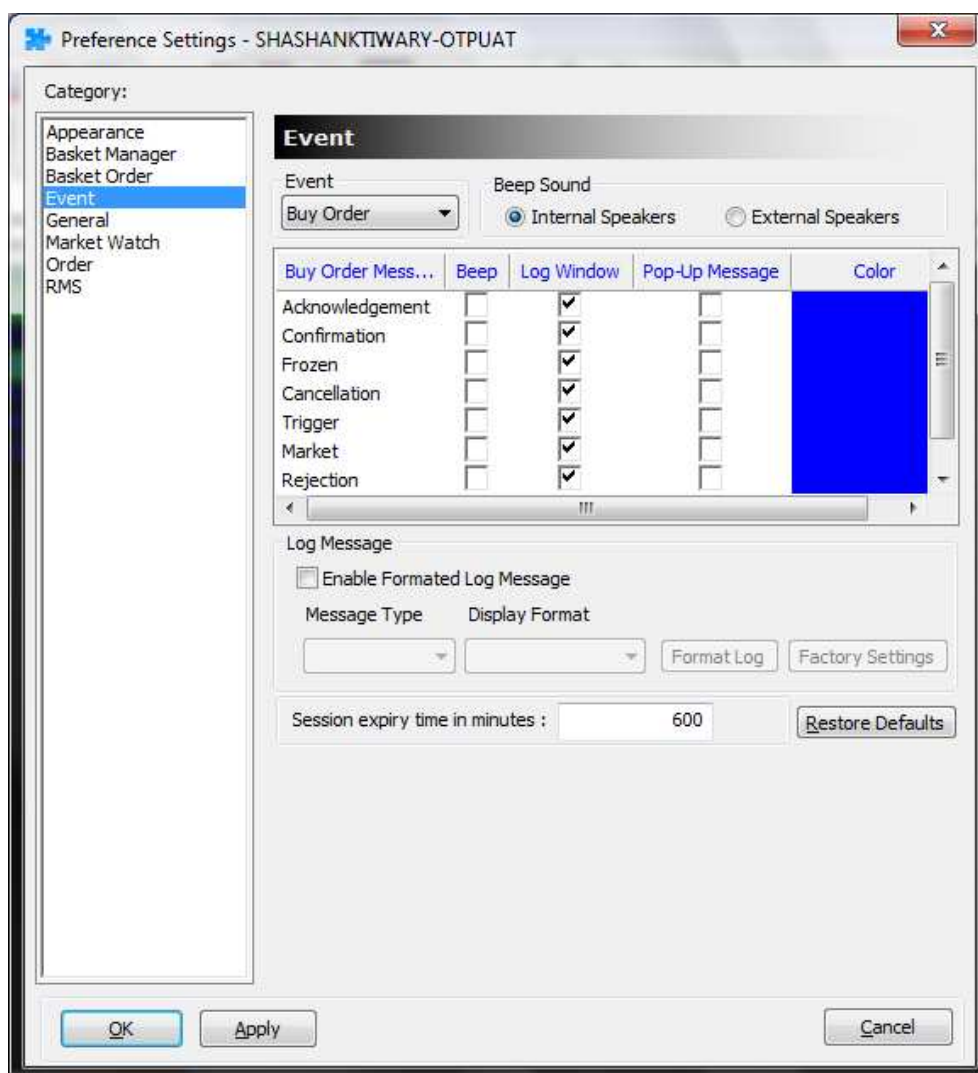 Preference Settings - SHASHANKTIWARY-OTPUAT
Category:
Appearance
Basket Manager
Basket Order
Event
General
Market Watch
Order
RMS
Event
Event
Beep Sound
Buy Order
Internal Speakers
External Speakers
Buy Order Mess... Beep Log Window Pop-Up Message Color
Acknowledgement
Confirmation
Frozen
Cancellation
Trigger
Market
Rejection
Log Message
Enable Formated Log Message
Message Type Display Format
Format Log Factory Settings
Session expiry time in minutes : 600 Restore Defaults
OK Apply Cancel